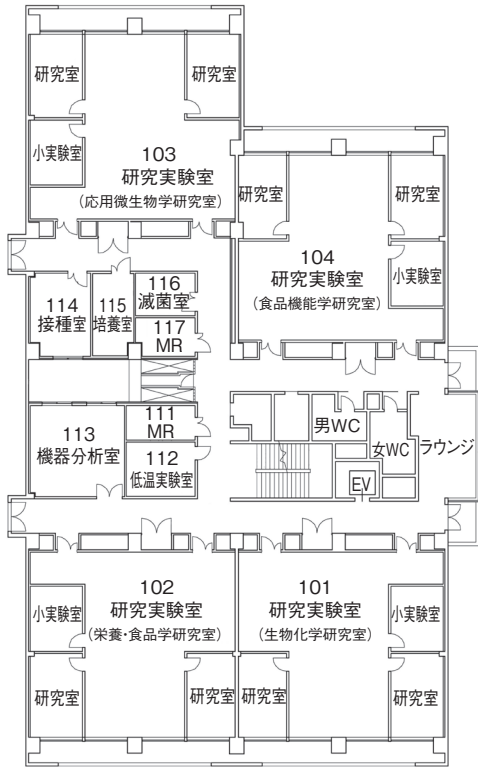 研究室
研究室
小実験室
103
研究実験室
(応用微生物学研究室)
研究室
研究室
104
研究実験室
(食品機能学研究室)
小実験室
114
接種室
115
培養室
116
滅菌室
117
MR
111
MR
113
機器分析室
112
低温実験室
男WC
女WC
ラウンジ
EV
102
研究実験室
(栄養・食品学研究室)
小実験室
101
研究実験室
(生物化学研究室)
小実験室
研究室
研究室
研究室
研究室